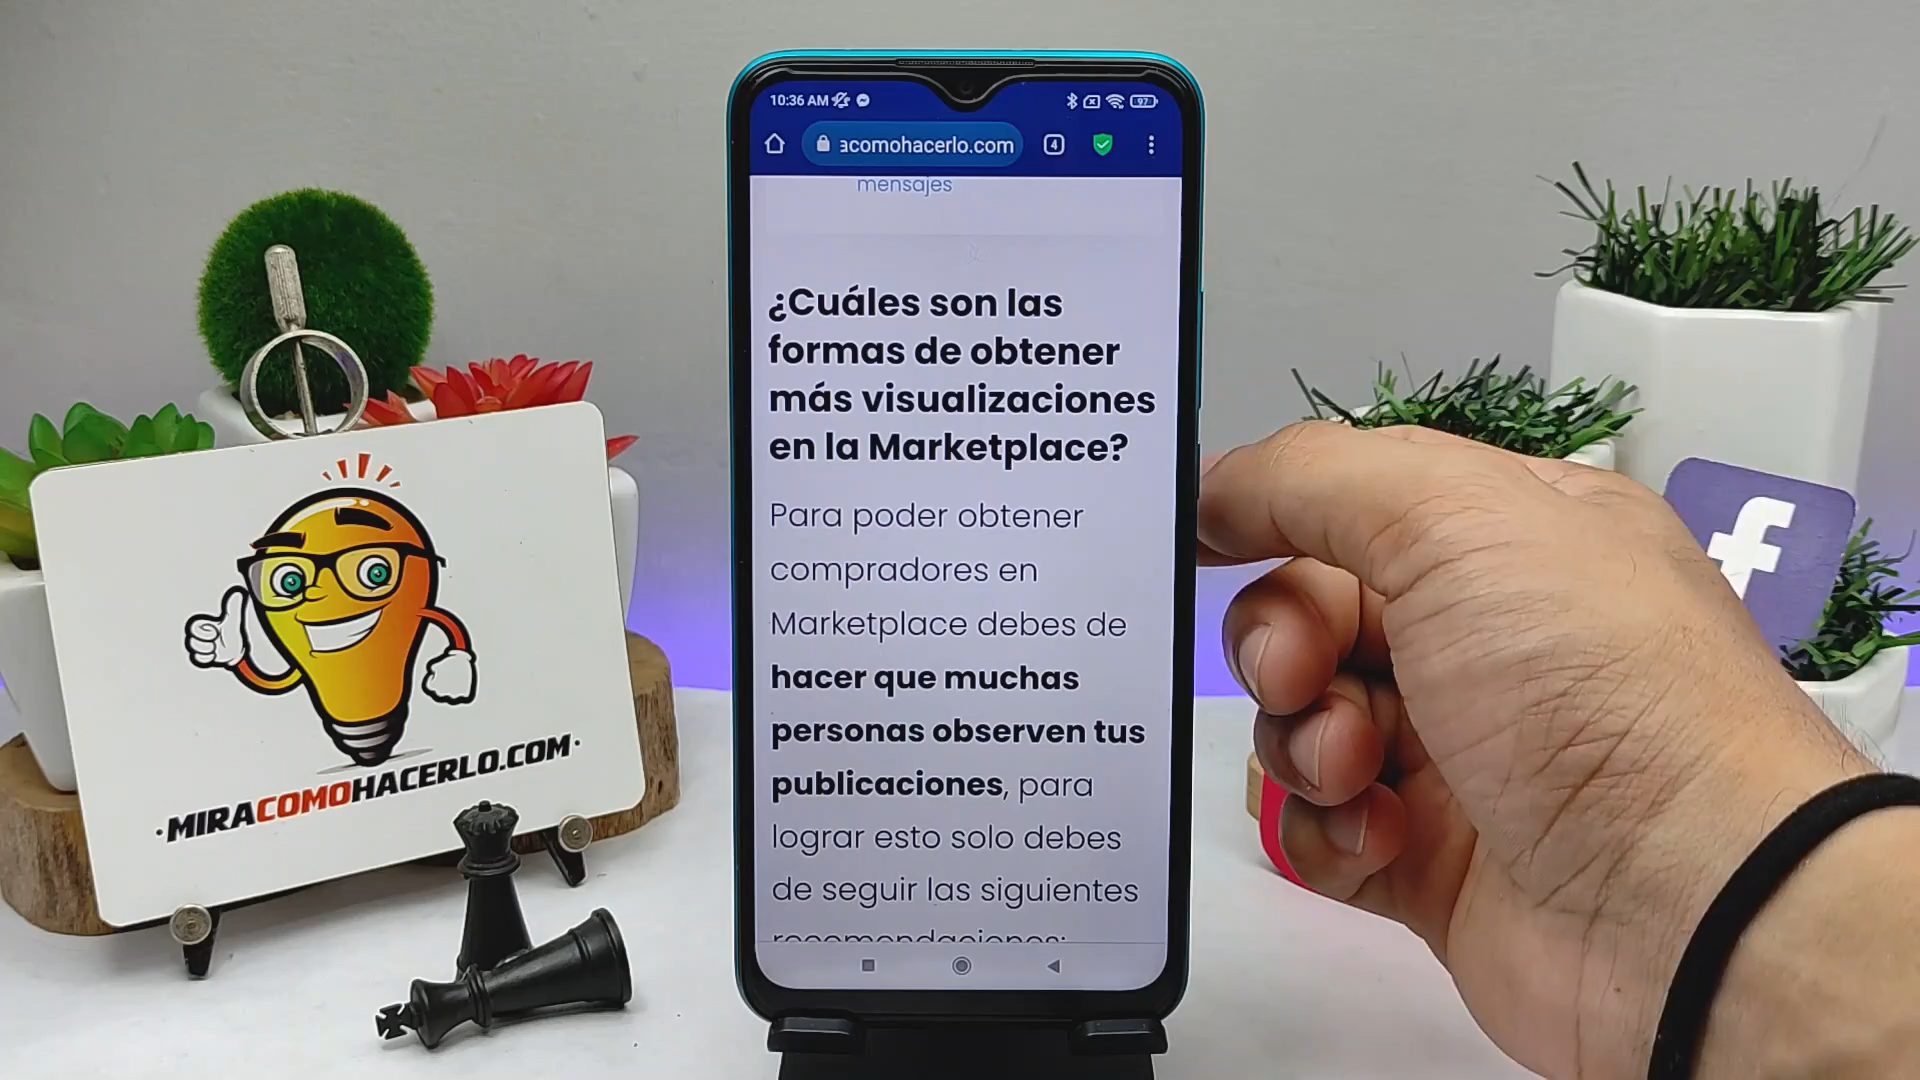 10:36 AM
97
acomohacerlo.com
4
mensajes
¿Cuáles son las
formas de obtener
más visualizaciones
en la Marketplace?
Para poder obtener
compradores en
Marketplace debes de
hacer que muchas
personas observen tus
publicaciones, para
lograr esto solo debes
de seguir las siguientes
recomendaciones:
·MIRACOMOHACERLO.COM·
f